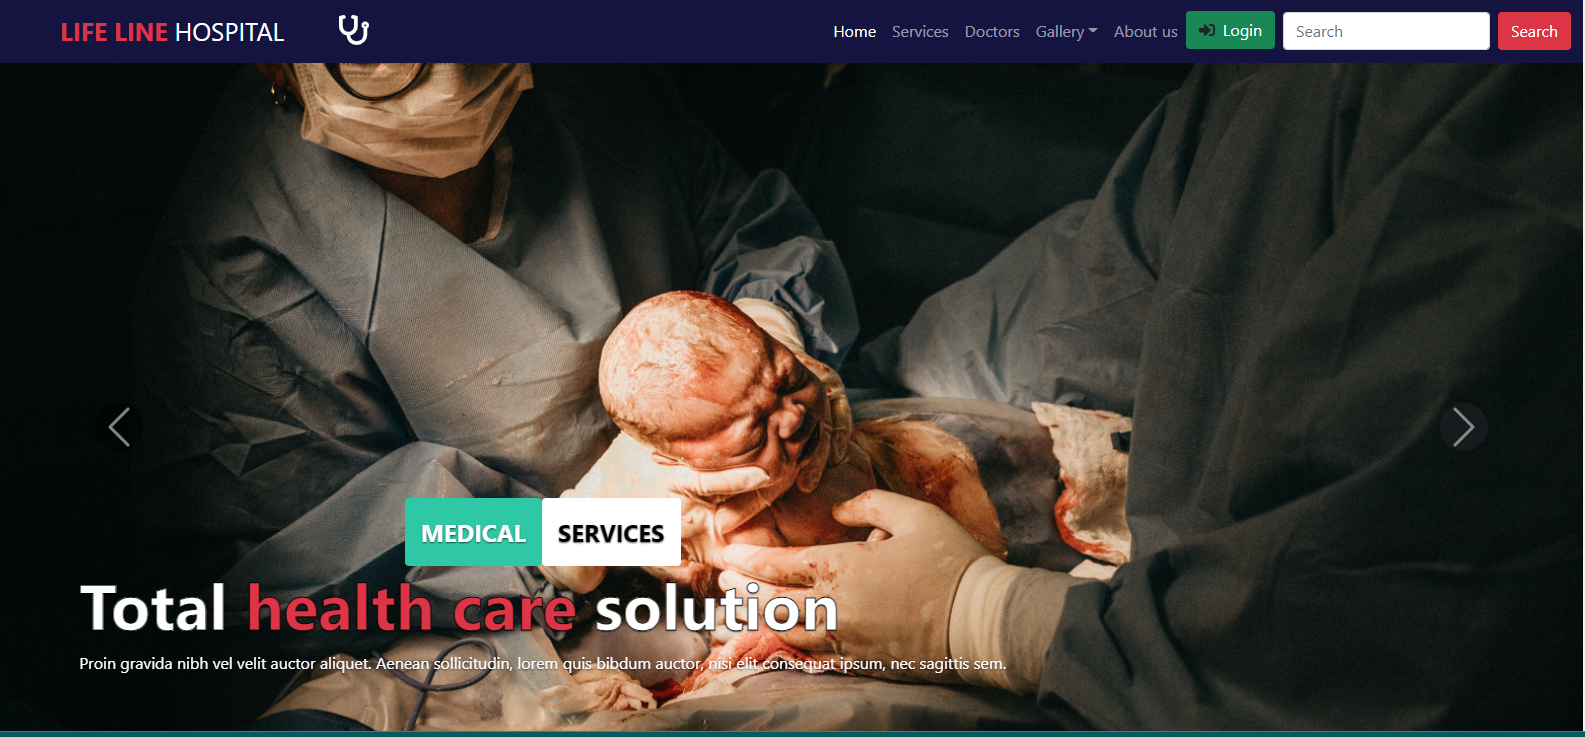 LIFE LINE HOSPITAL
Home Services Doctors Gallery About us Login Search Search
MEDICAL SERVICES
Total health care solution
Proin gravida nibh vel velit auctor aliquet. Aenean sollicitudin, lorem quis bibdum auctor, nisi elit consequat ipsum, nec sagittis sem.